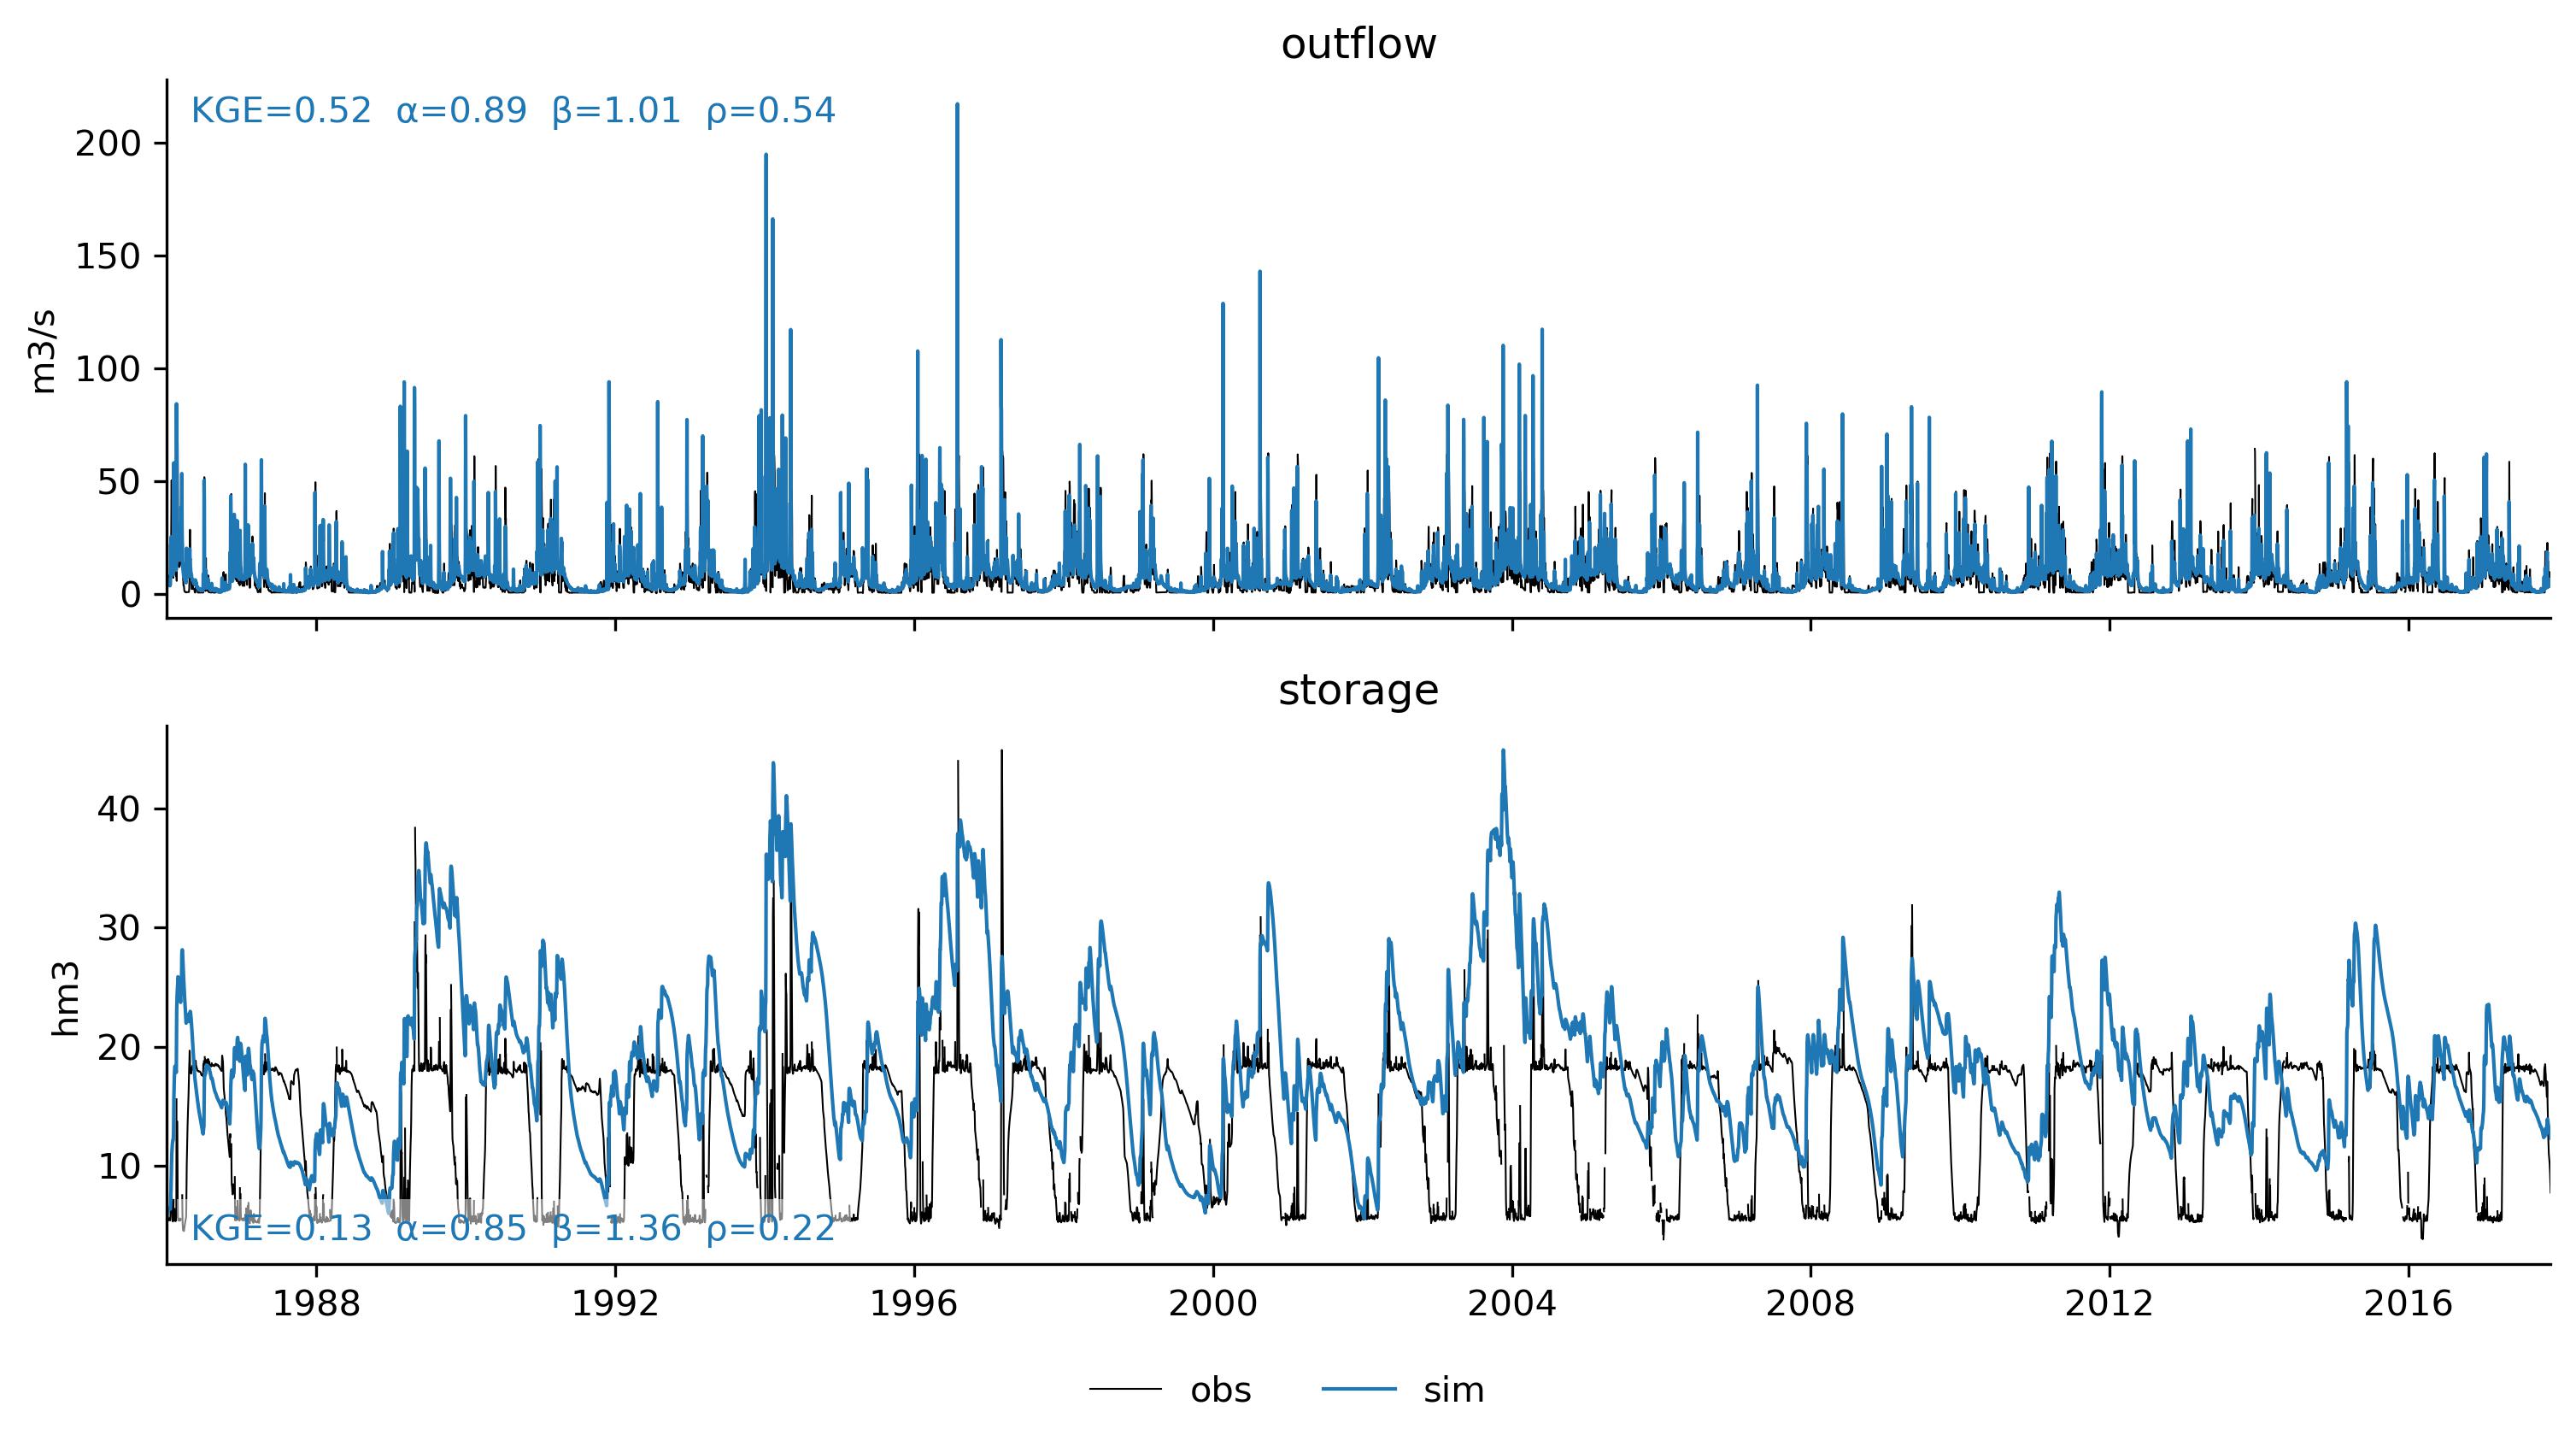 outflow
KGE=0.52 α=0.89 β=1.01 ρ=0.54
200
150
100
50
0
m3/s
storage
40
30
20
10
hm3
KGE=0.13 α=0.85 β=1.36 ρ=0.22
1988 1992 1996 2000 2004 2008 2012 2016
obs sim